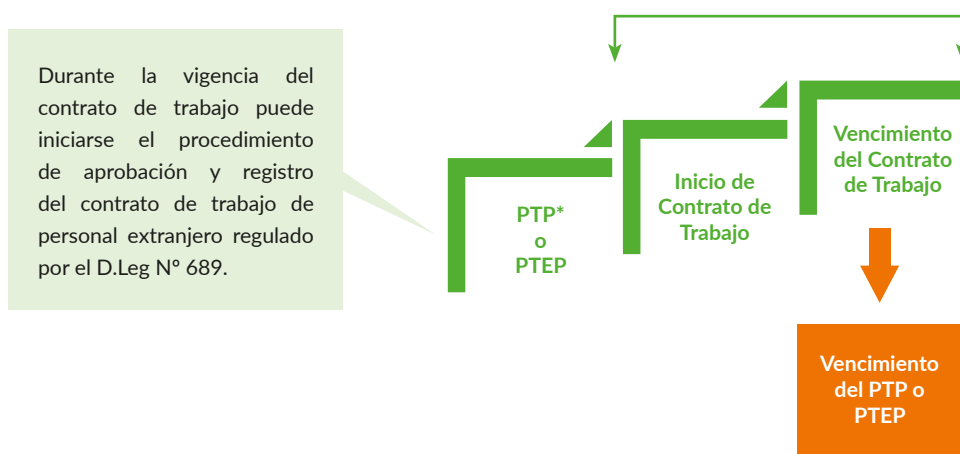 Durante la vigencia del
contrato de trabajo puede
iniciarse el procedimiento
de aprobación y registro
del contrato de trabajo de
personal extranjero regulado
por el D.Leg Nº 689.
PTP*
o
PTEP
Inicio de
Contrato de
Trabajo
Vencimiento
del Contrato
de Trabajo
Vencimiento
del PTP o
PTEP